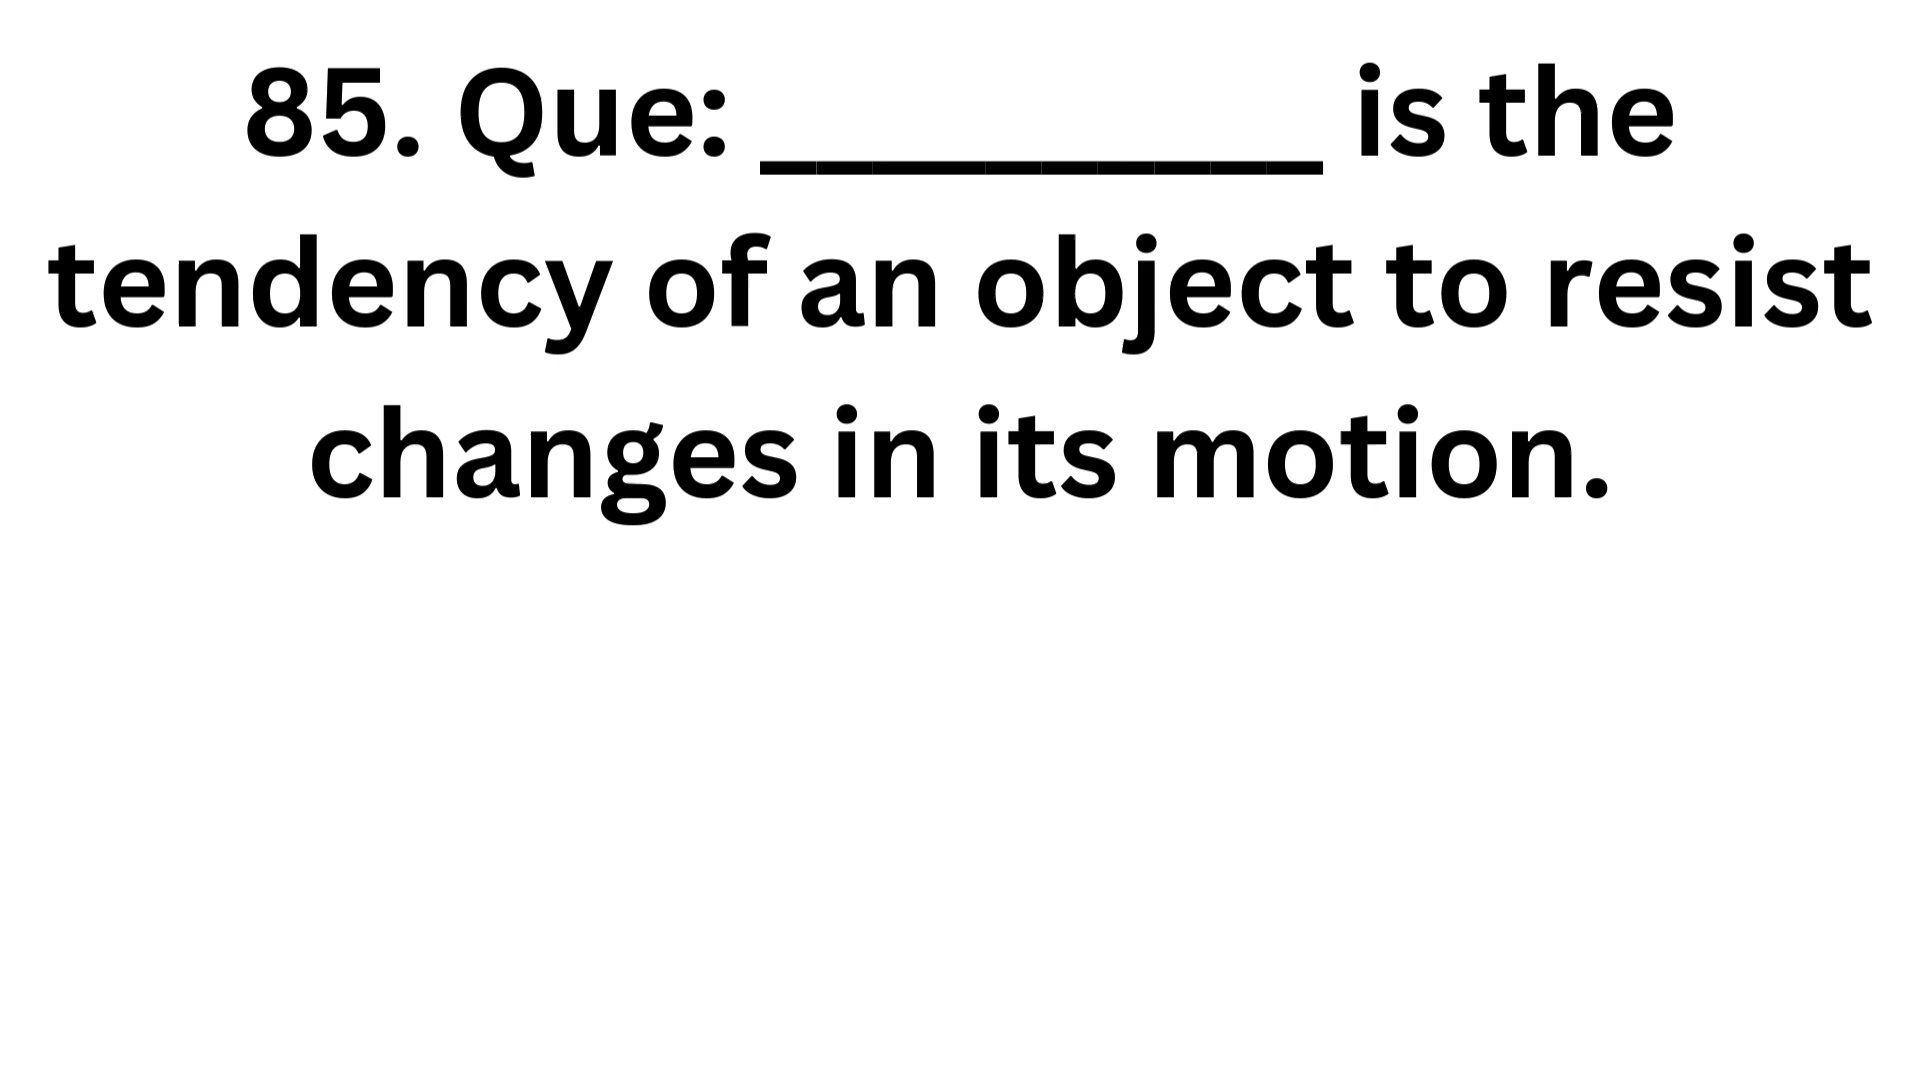 85. Que: __________ is the
tendency of an object to resist
changes in its motion.